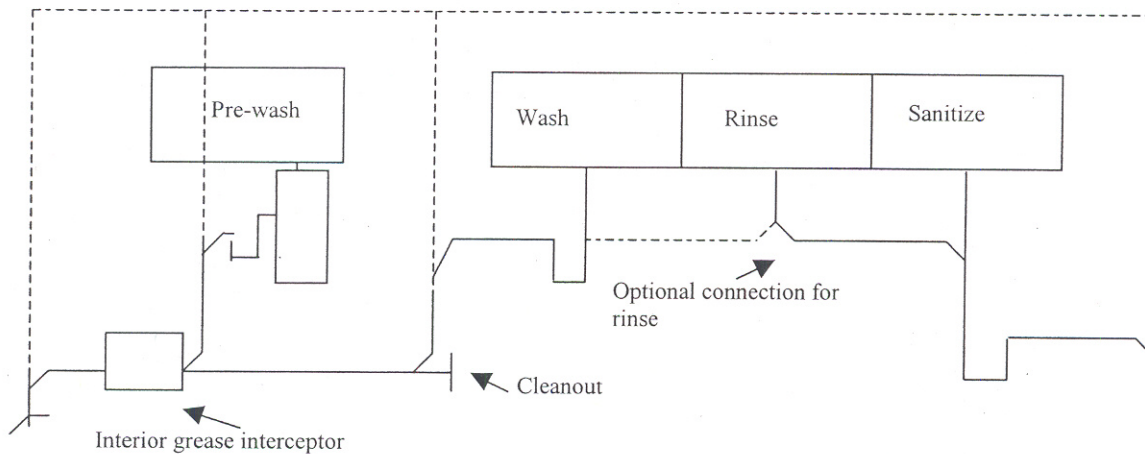 Pre-wash
Wash
Rinse
Sanitize
Optional connection for
rinse
Cleanout
Interior grease interceptor